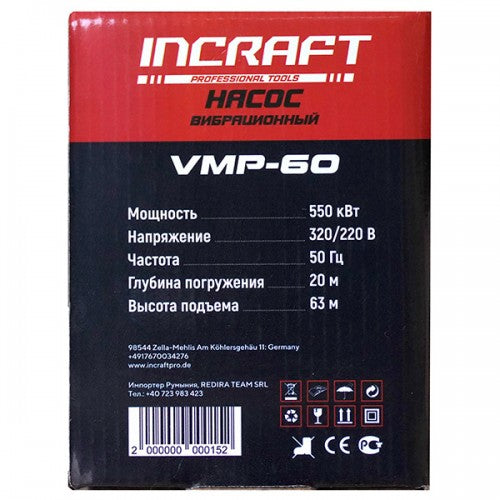 INCRAFT
PROFESSIONAL TOOLS
НАСОС
ВИБРАЦИОННЫЙ
VMP-60
Мощность 550 кВт
Напряжение 320/220 В
Частота 50 Гц
Глубина погружения 20 м
Высота подъема 63 м
98544 Zella-Mehlis Am Köhlersgehäu 11; Germany
+4917670034276
www.incraftpro.de
Импортер Румыния, REDIRA TEAM SRL
Тел.: +40 723 983 423
2 000000 000152